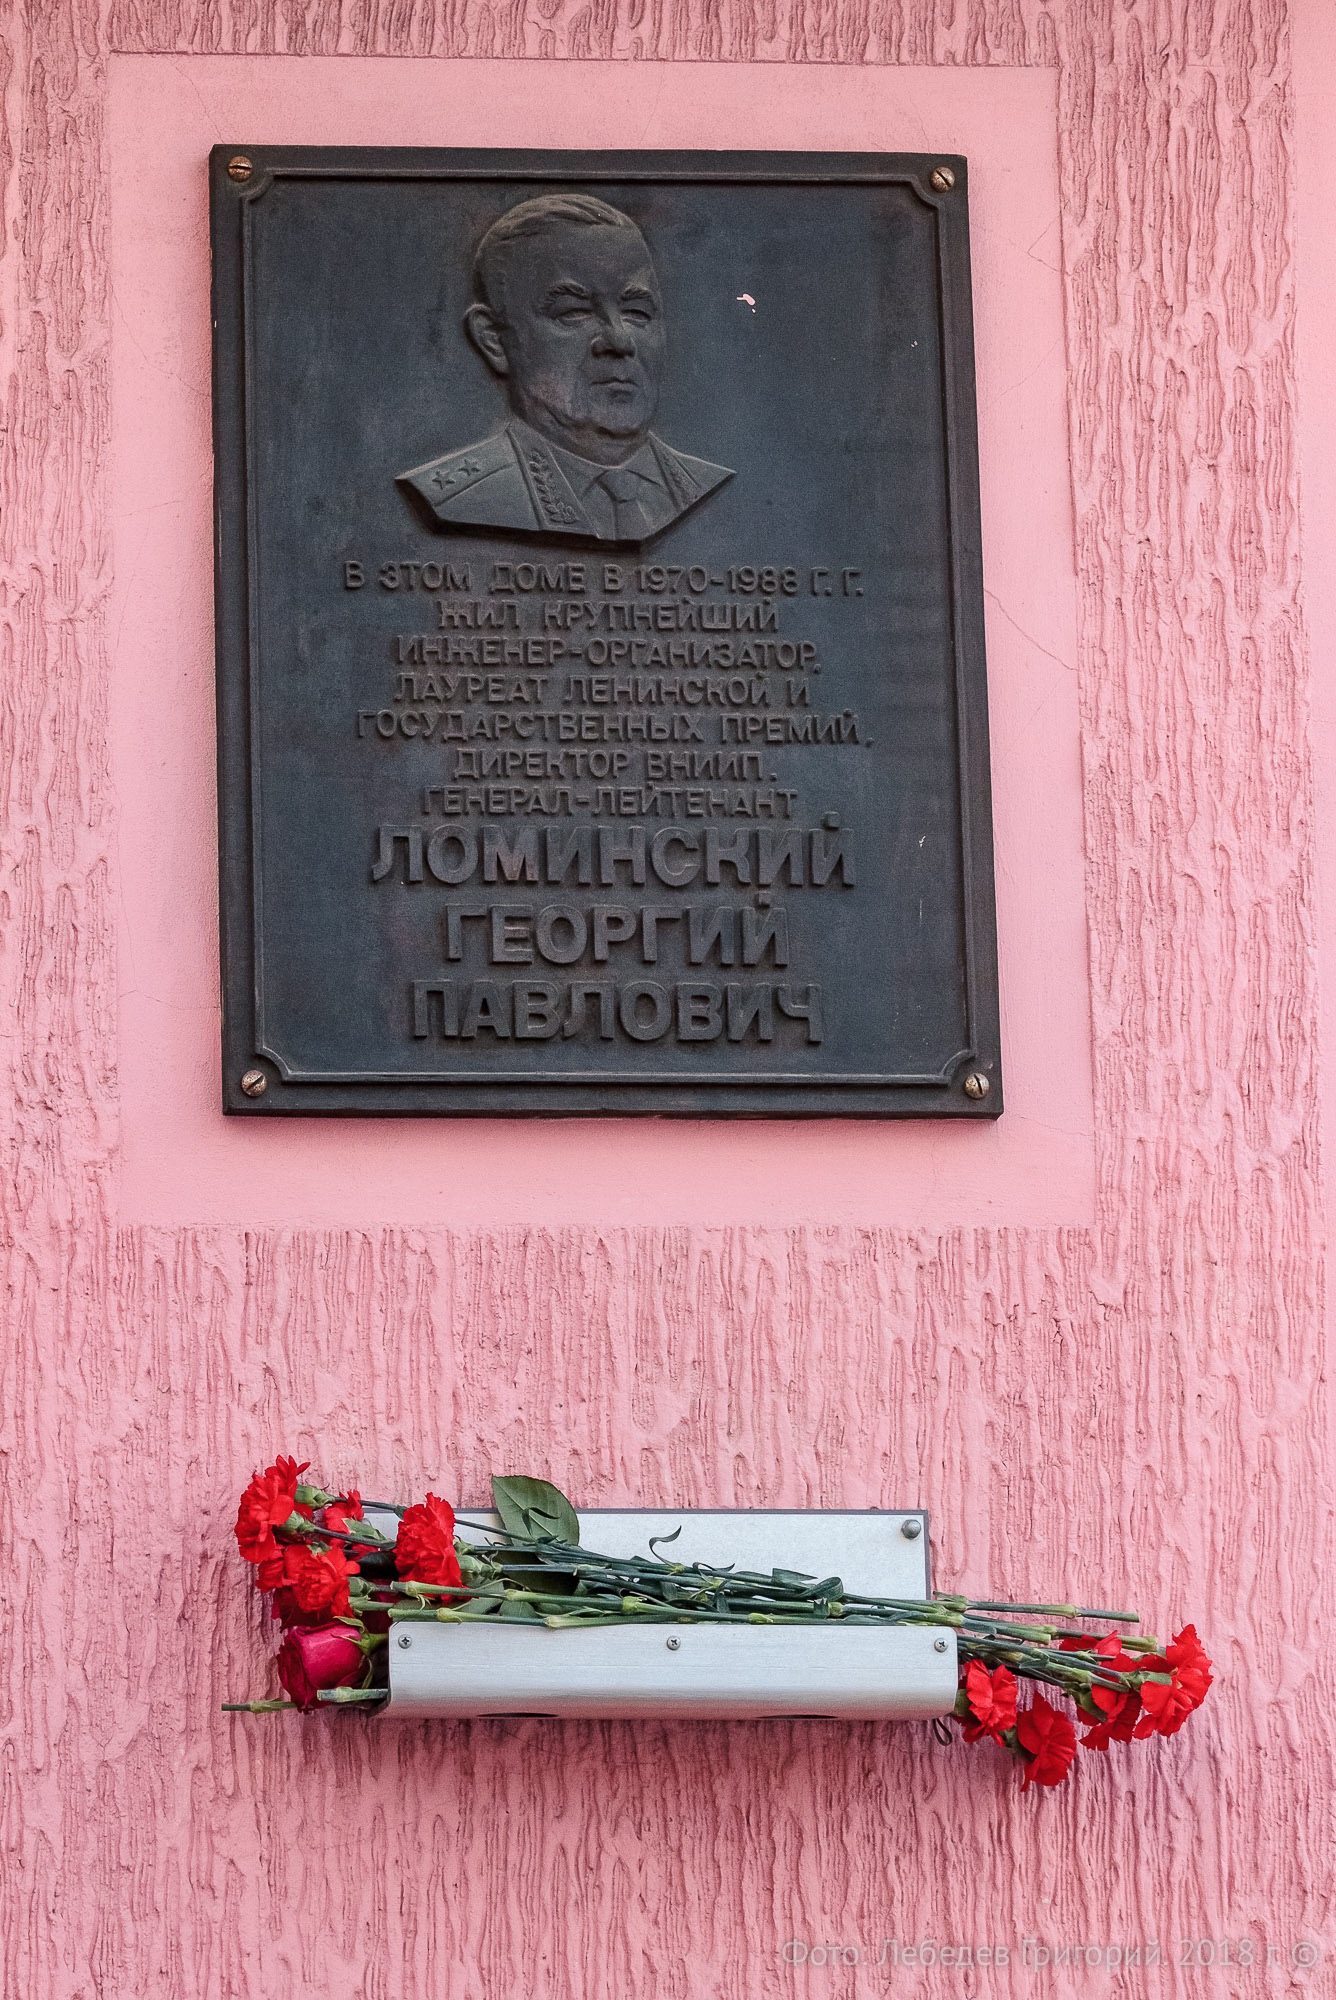 В ЭТОМ ДОМЕ В 1970-1988 Г. Г.
ЖИЛ КРУПНЕЙШИЙ
ИНЖЕНЕР-ОРГАНИЗАТОР,
ЛАУРЕАТ ЛЕНИНСКОЙ И
ГОСУДАРСТВЕННЫХ ПРЕМИЙ,
ДИРЕКТОР ВНИИП.
ГЕНЕРАЛ-ЛЕЙТЕНАНТ
ЛОМИНСКИЙ
ГЕОРГИЙ
ПАВЛОВИЧ
Фото: Лебедев Григорий. 2018 г. ©